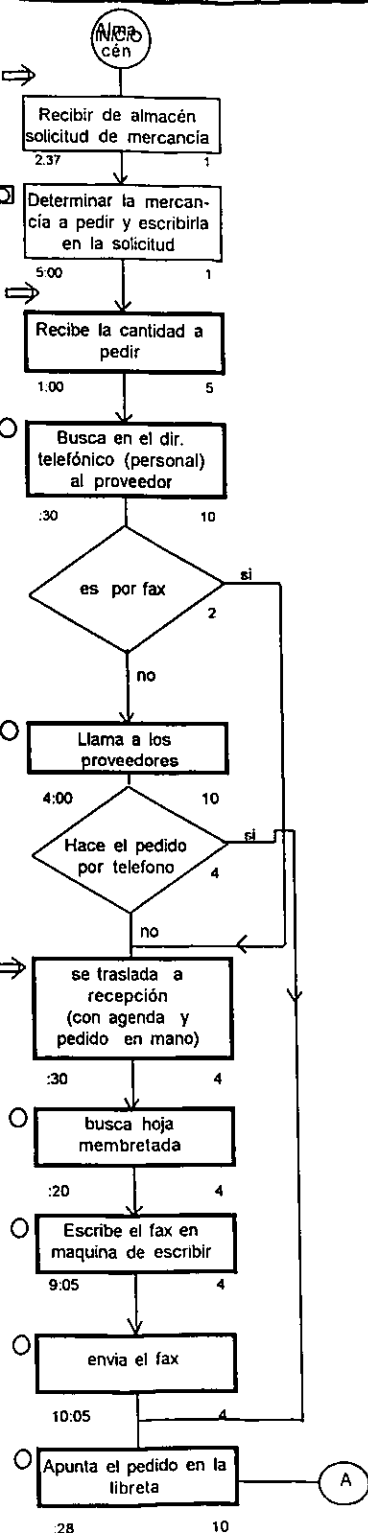 Alma
INICIO
cén
Recibir de almacén
solicitud de mercancía
2.37 1
Determinar la mercan-
cía a pedir y escribirla
en la solicitud
5:00 1
Recibe la cantidad a
pedir
1:00 5
Busca en el dir.
telefónico (personal)
al proveedor
:30 10
es por fax
si
2
no
Llama a los
proveedores
4:00 10
Hace el pedido
por telefono
si
4
no
se traslada a
recepción
(con agenda y
pedido en mano)
:30 4
busca hoja
membretada
:20 4
Escribe el fax en
maquina de escribir
9:05 4
envia el fax
10:05 4
Apunta el pedido en la
libreta
A
:28 10